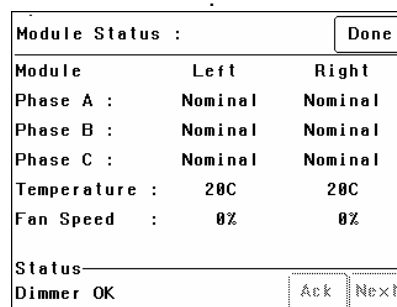 Module Status : Done
Module Left Right
Phase A : Nominal Nominal
Phase B : Nominal Nominal
Phase C : Nominal Nominal
Temperature : 20C 20C
Fan Speed : 0% 0%
Status
Dimmer OK Ack Next